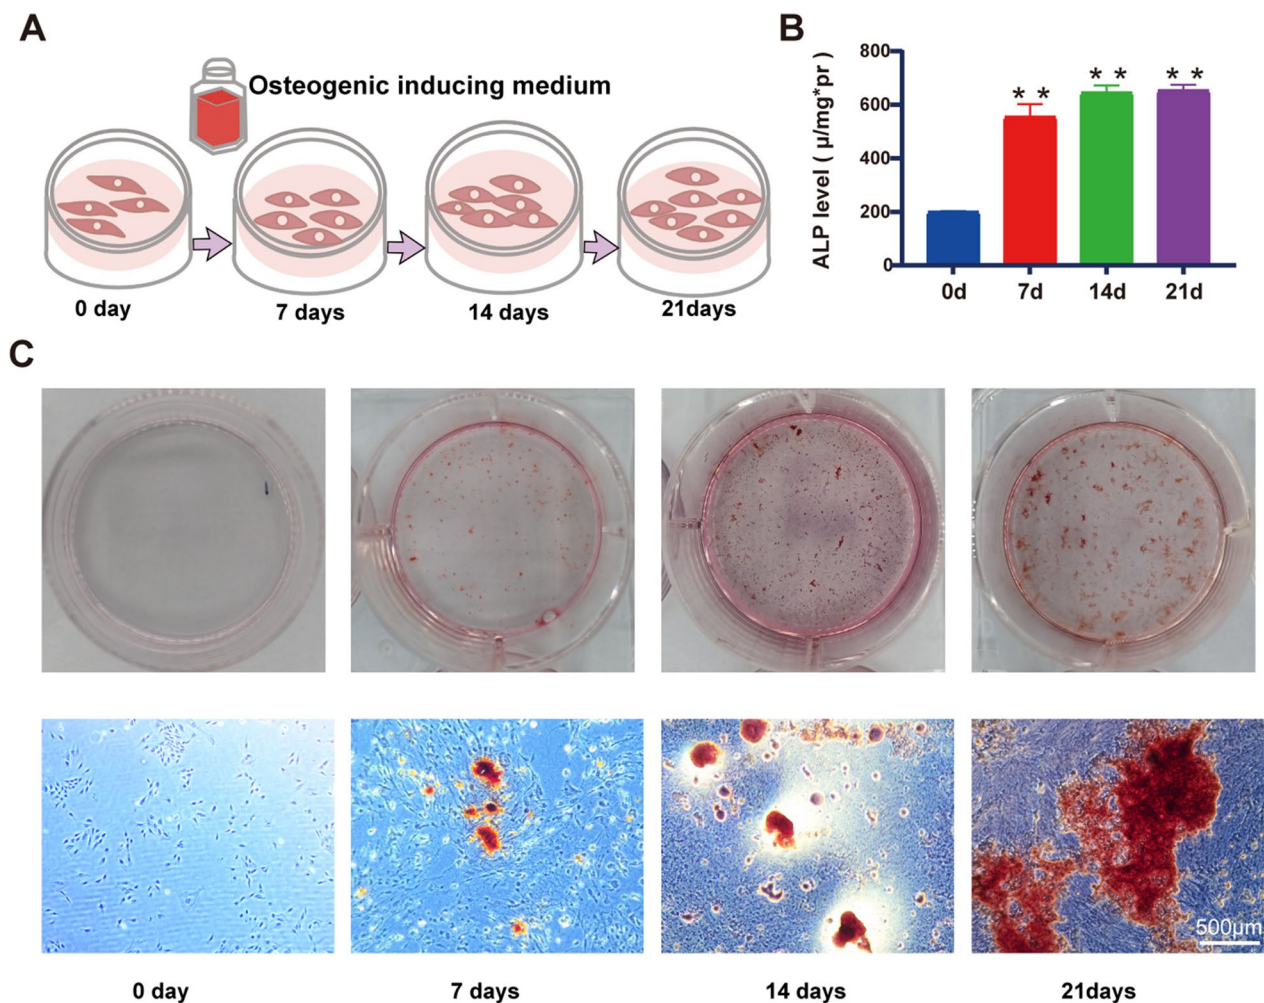 A
Osteogenic inducing medium
0 day
7 days
14 days
21days
B
ALP level ( μ/mg*pr )
800
600
400
200
0
* *
* *
* *
0d
7d
14d
21d
C
500μm
0 day
7 days
14 days
21days